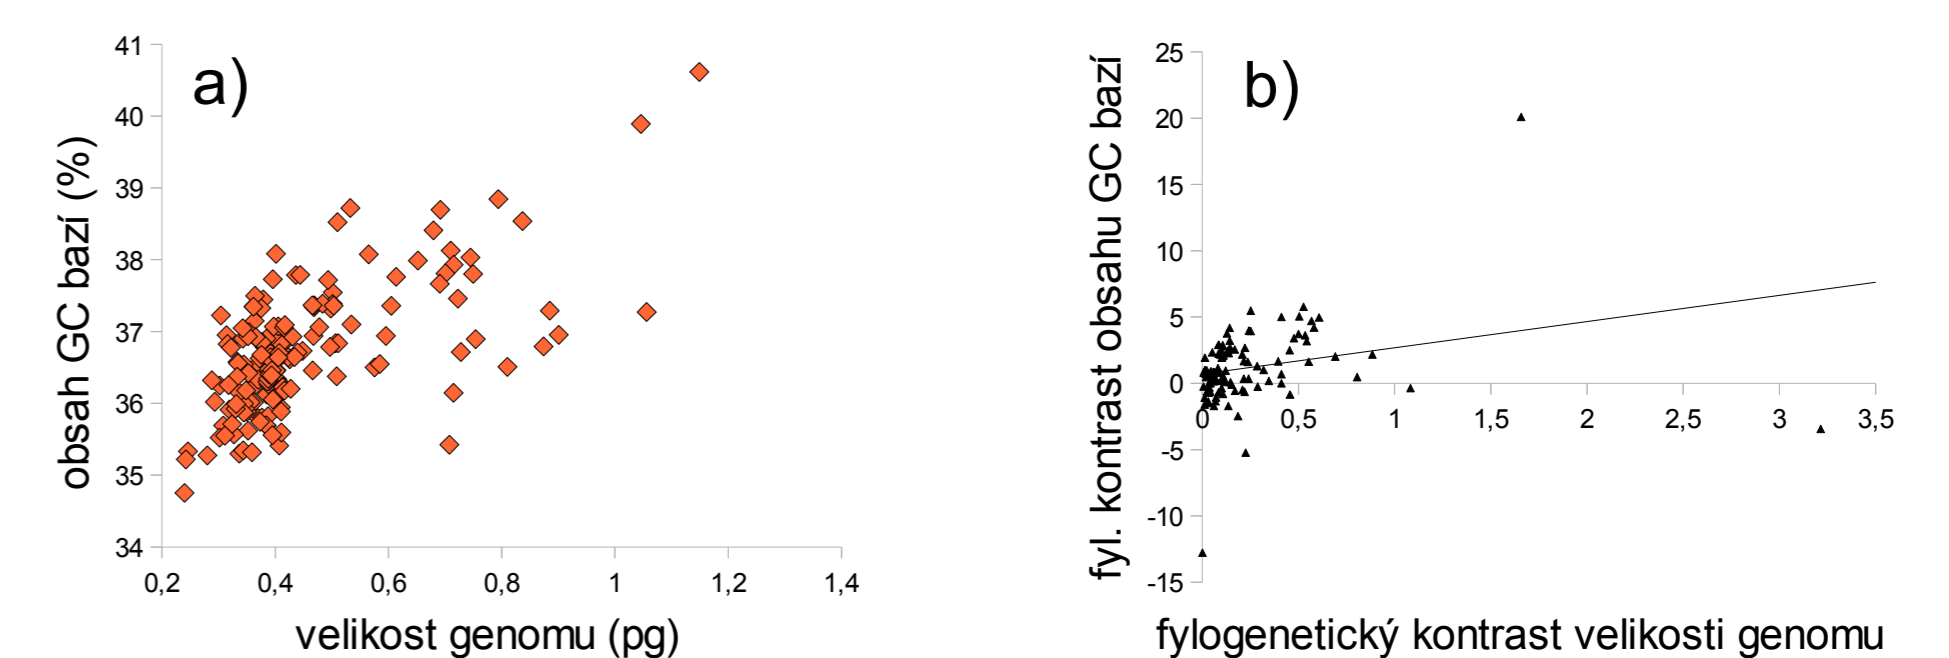 a)
obsah GC bazí (%)
41
40
39
38
37
36
35
34
0,2 0,4 0,6 0,8 1 1,2 1,4
velikost genomu (pg)
b)
fyl. kontrast obsahu GC bazí
25
20
15
10
5
0
-5
-10
-15
0 0,5 1 1,5 2 2,5 3 3,5
fylogenetický kontrast velikosti genomu